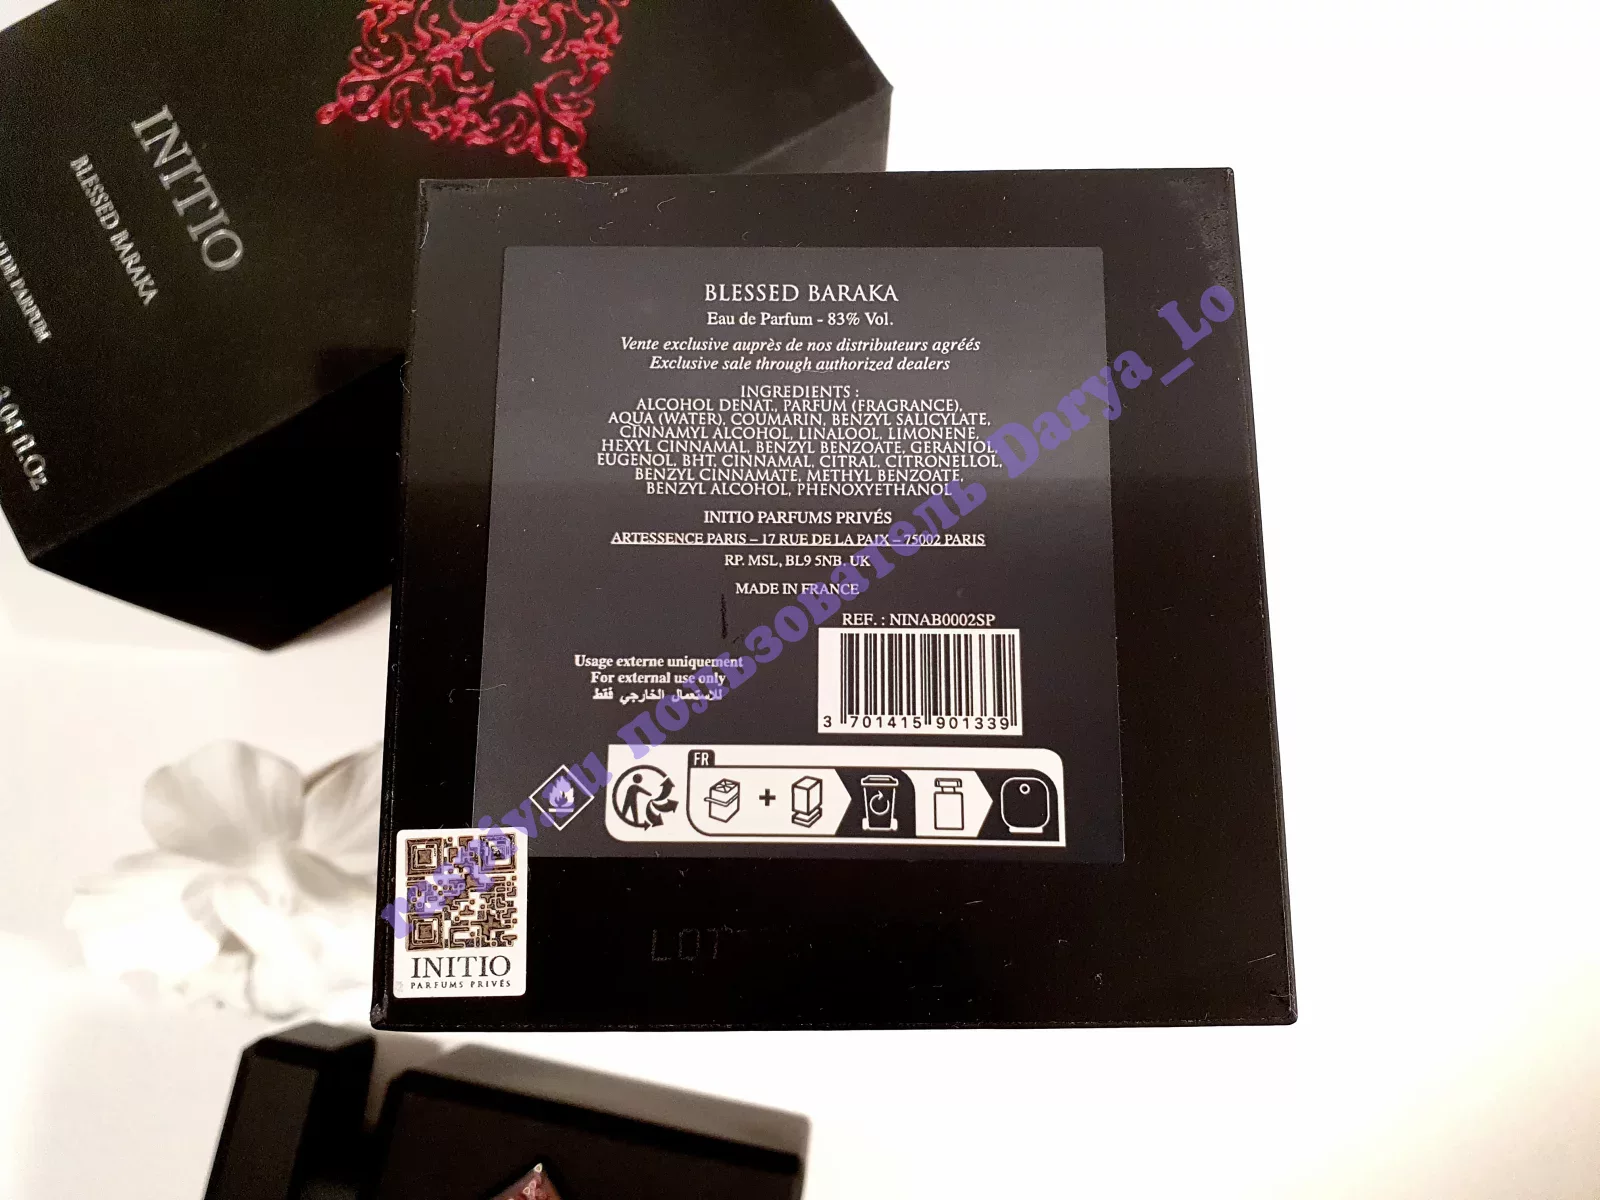 INITIO
BLESSED BARAKA
DE PARFUM
3.04 fl.Oz
BLESSED BARAKA
Eau de Parfum - 83% Vol.
Vente exclusive auprès de nos distributeurs agréés
Exclusive sale through authorized dealers
INGREDIENTS :
ALCOHOL DENAT., PARFUM (FRAGRANCE),
AQUA (WATER), COUMARIN, BENZYL SALICYLATE,
CINNAMYL ALCOHOL, LINALOOL, LIMONENE,
HEXYL CINNAMAL, BENZYL BENZOATE, GERANIOL,
EUGENOL, BHT, CINNAMAL, CITRAL, CITRONELLOL,
BENZYL CINNAMATE, METHYL BENZOATE,
BENZYL ALCOHOL, PHENOXYETHANOL
INITIO PARFUMS PRIVÉS
ARTESSENCE PARIS – 17 RUE DE LA PAIX – 75002 PARIS
RP. MSL, BL9 5NB. UK
MADE IN FRANCE
REF. : NINAB0002SP
Usage externe uniquement
For external use only
للاستعمال الخارجي فقط
3 701415 901339
FR
LOT
INITIO
PARFUMS PRIVÉS
пользователь Darya_Lo